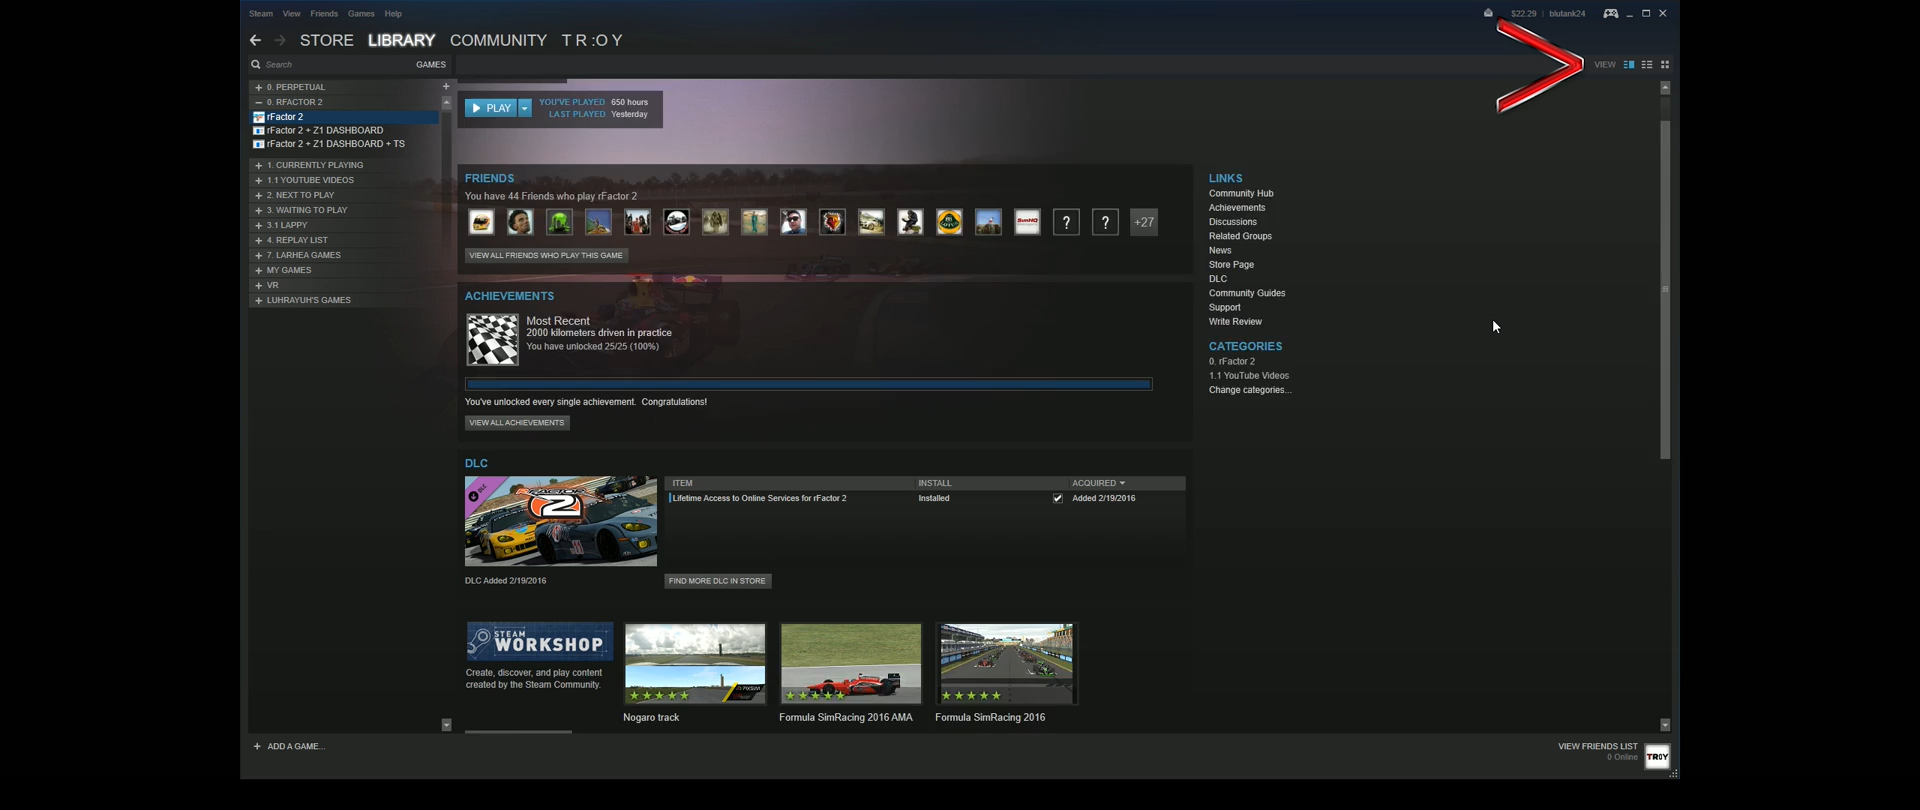 Steam View Friends Games Help
$22.29 blutank24
STORE LIBRARY COMMUNITY T R :O Y
Search GAMES
VIEW
0. PERPETUAL
0. RFACTOR 2
rFactor 2
rFactor 2 + Z1 DASHBOARD
rFactor 2 + Z1 DASHBOARD + TS
1. CURRENTLY PLAYING
1.1 YOUTUBE VIDEOS
2. NEXT TO PLAY
3. WAITING TO PLAY
3.1 LAPPY
4. REPLAY LIST
7. LARHEA GAMES
MY GAMES
VR
LUHRAYUH'S GAMES
PLAY
YOU'VE PLAYED 650 hours
LAST PLAYED Yesterday
FRIENDS
You have 44 Friends who play rFactor 2
? ? +27
VIEW ALL FRIENDS WHO PLAY THIS GAME
ACHIEVEMENTS
Most Recent
2000 kilometers driven in practice
You have unlocked 25/25 (100%)
You've unlocked every single achievement. Congratulations!
VIEW ALL ACHIEVEMENTS
DLC
DLC
RFACTOR 2
DLC Added 2/19/2016
ITEM INSTALL ACQUIRED
Lifetime Access to Online Services for rFactor 2 Installed Added 2/19/2016
FIND MORE DLC IN STORE
STEAM
WORKSHOP
Create, discover, and play content
created by the Steam Community.
Nogaro track
Formula SimRacing 2016 AMA
Formula SimRacing 2016
LINKS
Community Hub
Achievements
Discussions
Related Groups
News
Store Page
DLC
Community Guides
Support
Write Review
CATEGORIES
0. rFactor 2
1.1 YouTube Videos
Change categories...
ADD A GAME...
VIEW FRIENDS LIST
0 Online
TROY